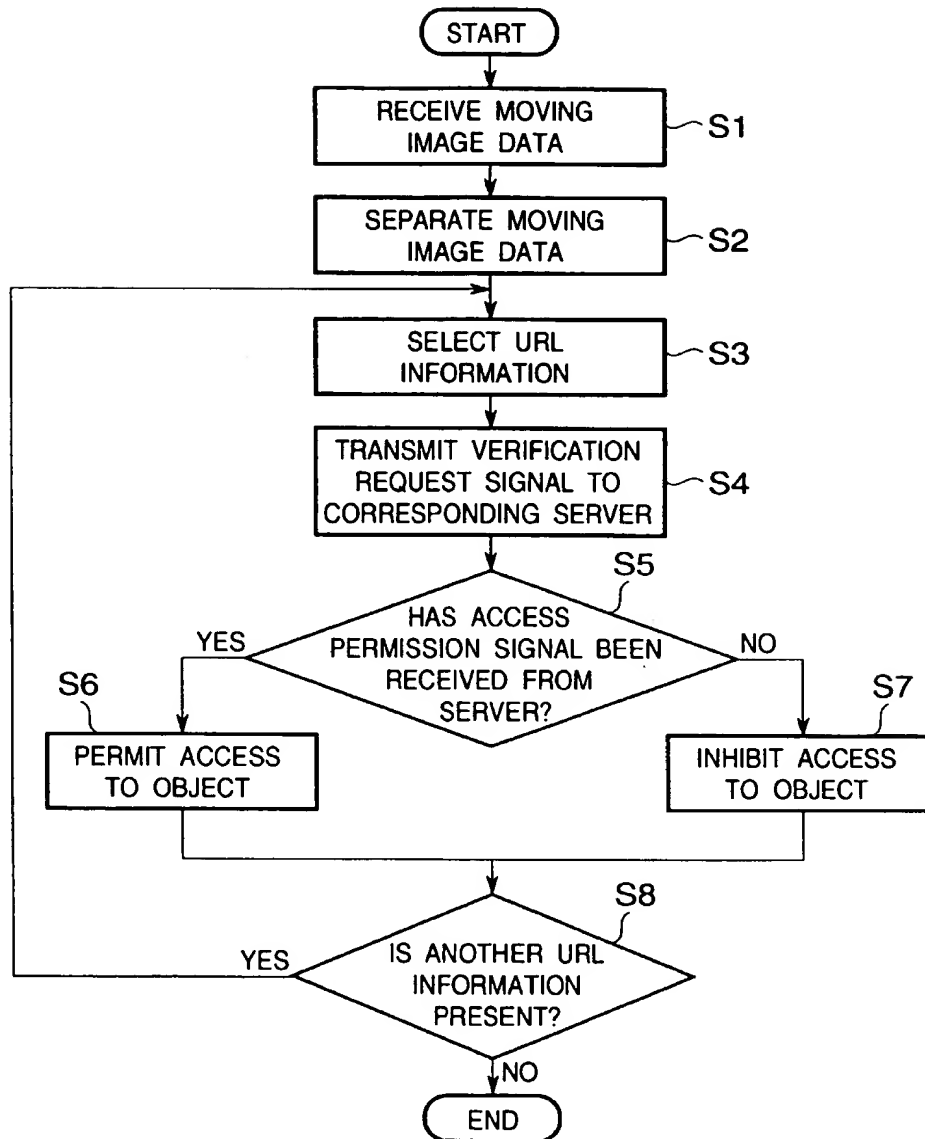 START
RECEIVE MOVING
IMAGE DATA
S1
SEPARATE MOVING
IMAGE DATA
S2
SELECT URL
INFORMATION
S3
TRANSMIT VERIFICATION
REQUEST SIGNAL TO
CORRESPONDING SERVER
S4
S5
HAS ACCESS
PERMISSION SIGNAL BEEN
RECEIVED FROM
SERVER?
YES
NO
S6
PERMIT ACCESS
TO OBJECT
S7
INHIBIT ACCESS
TO OBJECT
S8
IS ANOTHER URL
INFORMATION
PRESENT?
YES
NO
END